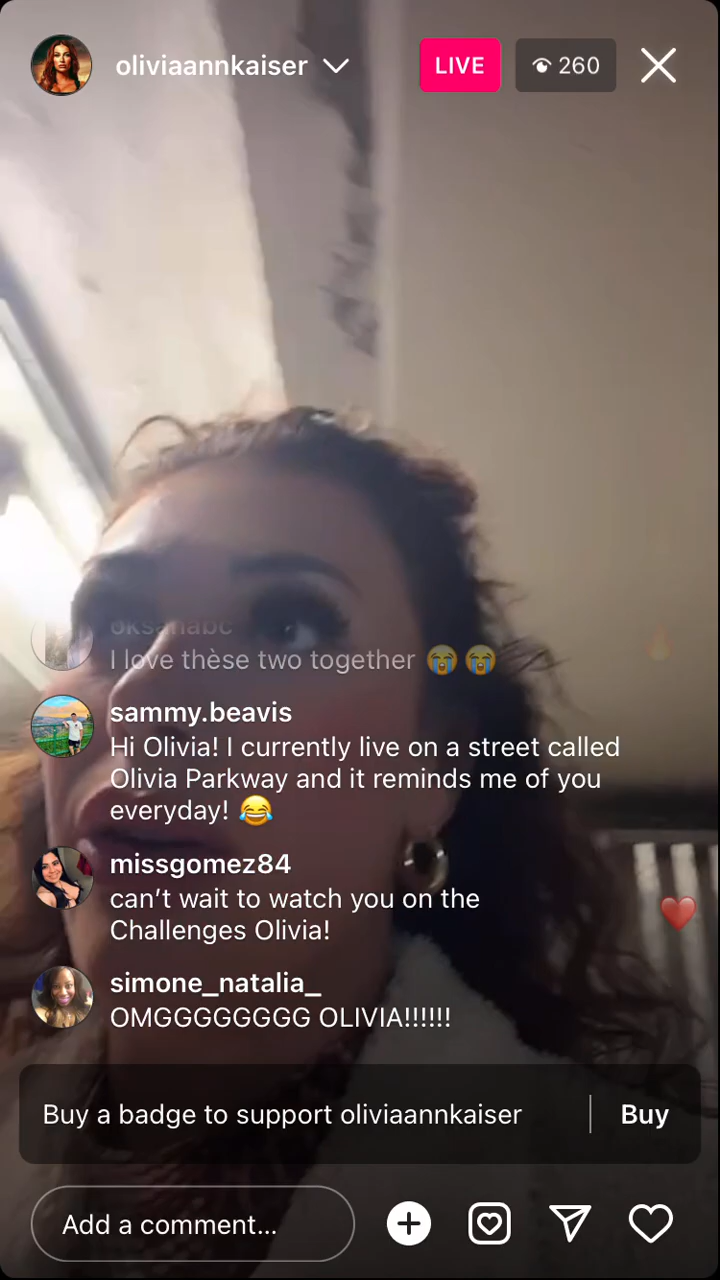 oliviaannkaiser
LIVE
260
oksanabc
I love thèse two together 😭😭
sammy.beavis
Hi Olivia! I currently live on a street called
Olivia Parkway and it reminds me of you
everyday! 😂
missgomez84
can't wait to watch you on the
Challenges Olivia!
simone_natalia_
OMGGGGGGGG OLIVIA!!!!!!
Buy a badge to support oliviaannkaiser
Buy
Add a comment...